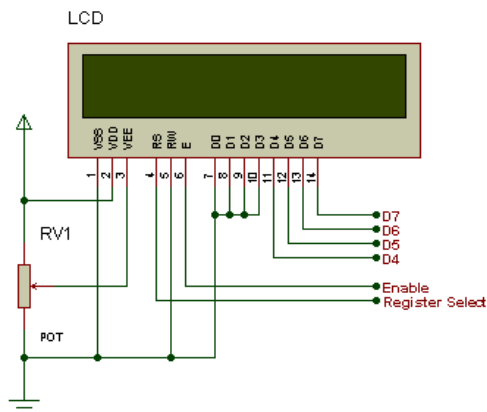 LCD
VSS VDD VEE RS RW E D0 D1 D2 D3 D4 D5 D6 D7
1 2 3 4 5 6 7 8 9 10 11 12 13 14
D7
D6
RV1
D5
D4
Enable
Register Select
POT